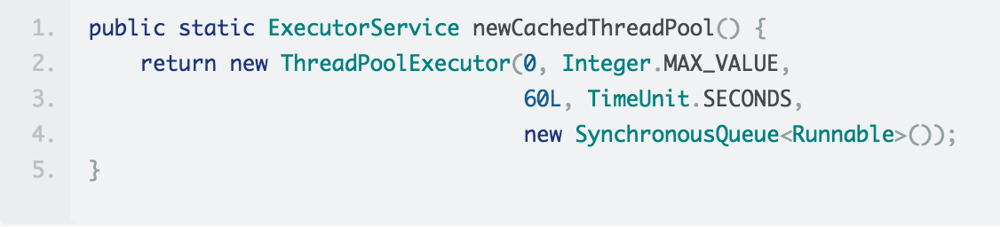 1. public static ExecutorService newCachedThreadPool() {
2.     return new ThreadPoolExecutor(0, Integer.MAX_VALUE,
3.                                   60L, TimeUnit.SECONDS,
4.                                   new SynchronousQueue<Runnable>());
5. }